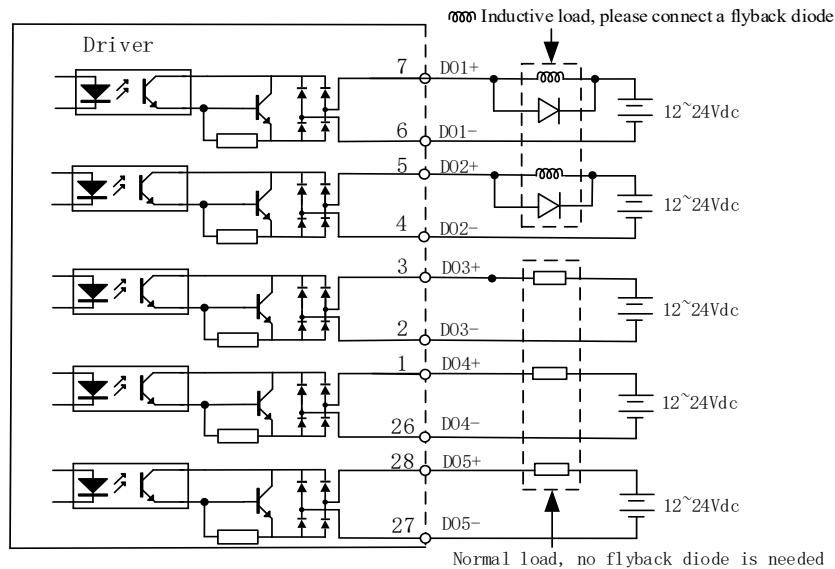 Inductive load, please connect a flyback diode
Driver
7 DO1+
12~24Vdc
6 DO1-
5 DO2+
12~24Vdc
4 DO2-
3 DO3+
12~24Vdc
2 DO3-
1 DO4+
12~24Vdc
26 DO4-
28 DO5+
12~24Vdc
27 DO5-
Normal load, no flyback diode is needed